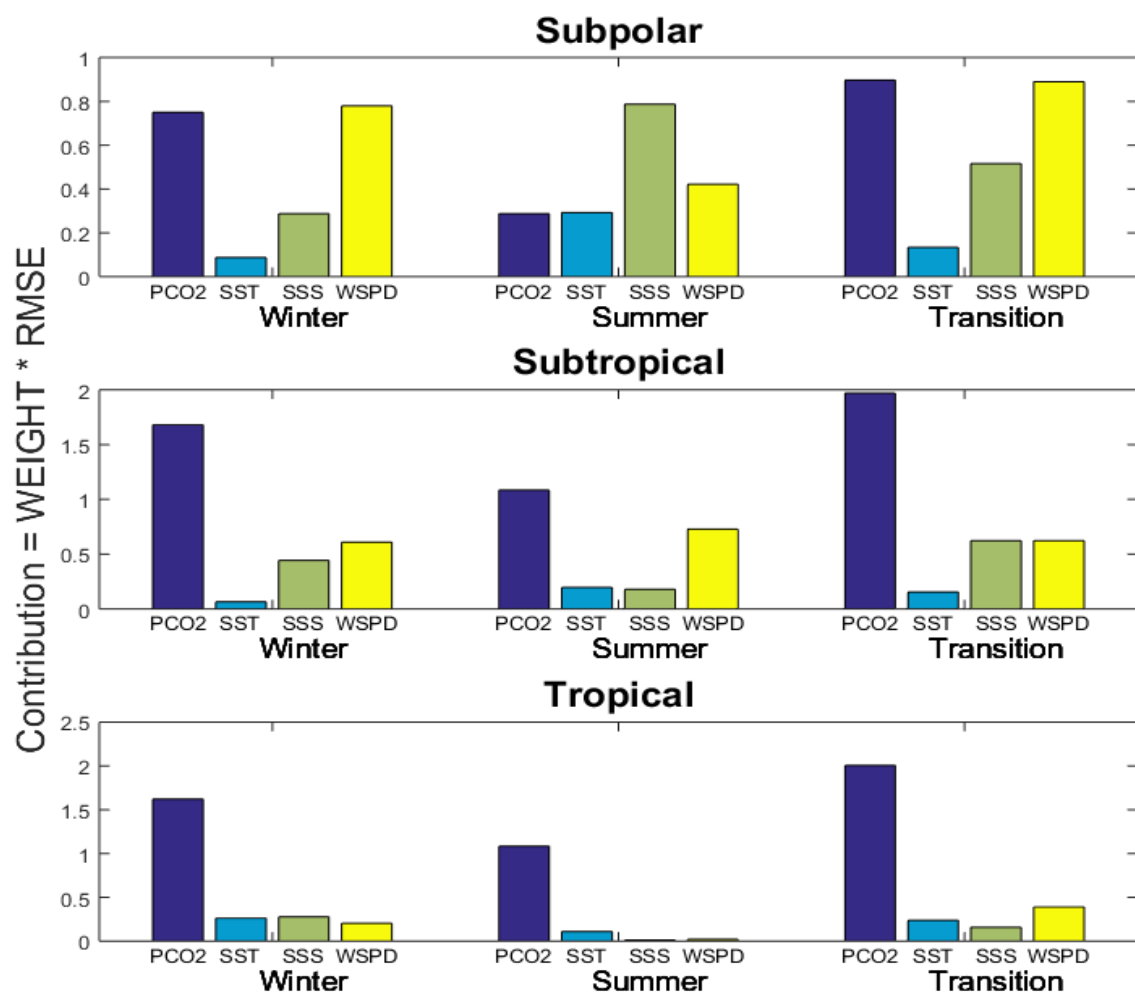 Contribution = WEIGHT * RMSE
Subpolar
1
0.8
0.6
0.4
0.2
0
PCO2 SST SSS WSPD PCO2 SST SSS WSPD PCO2 SST SSS WSPD
Winter Summer Transition
Subtropical
2
1.5
1
0.5
0
PCO2 SST SSS WSPD PCO2 SST SSS WSPD PCO2 SST SSS WSPD
Winter Summer Transition
Tropical
2.5
2
1.5
1
0.5
0
PCO2 SST SSS WSPD PCO2 SST SSS WSPD PCO2 SST SSS WSPD
Winter Summer Transition